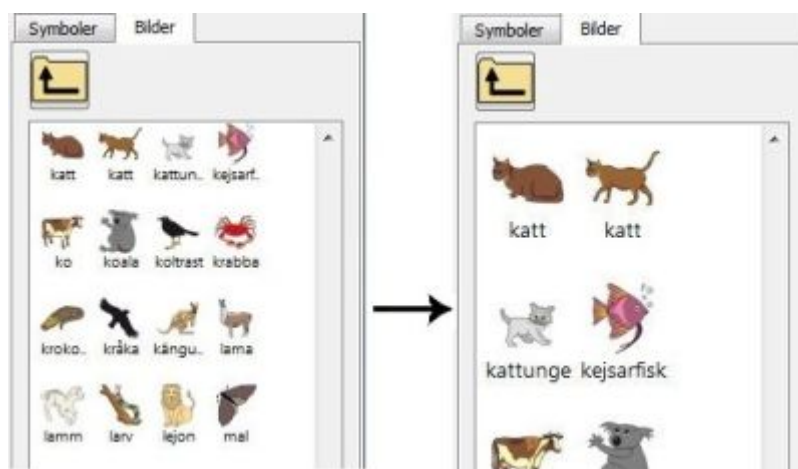 Symboler Bilder
katt katt kattun.. kejsarf..
ko koala koltrast krabba
kroko.. kråka kängu.. lama
lamm larv lejon mal
Symboler Bilder
katt katt
kattunge kejsarfisk